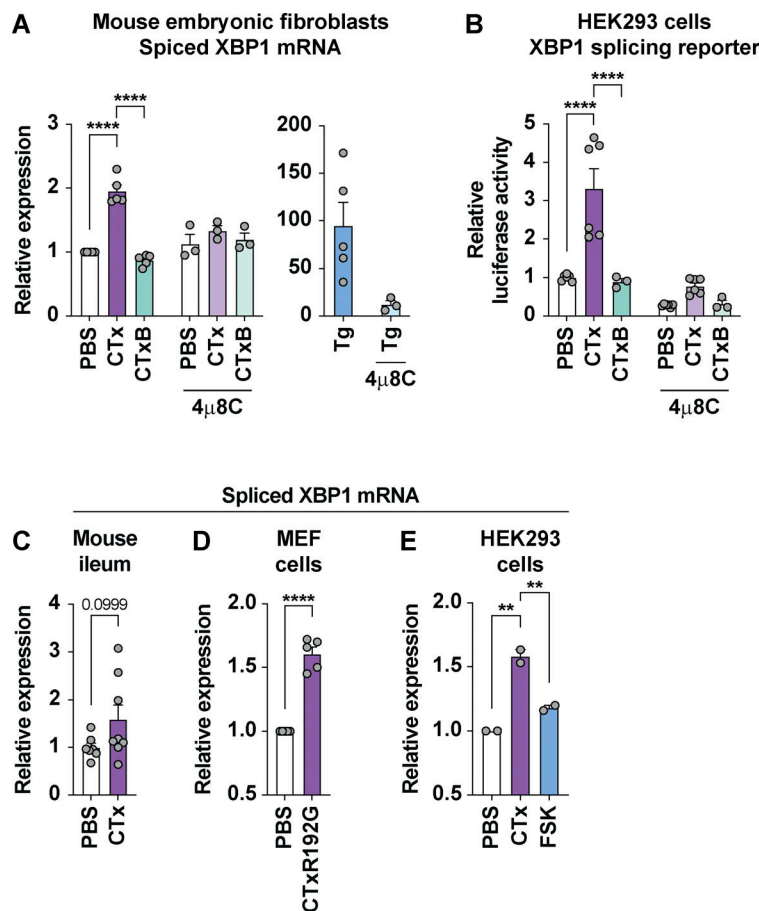 A
Mouse embryonic fibroblasts
Spiced XBP1 mRNA
Relative expression
3
2
1
0
****
****
PBS
CTx
CTxB
PBS
CTx
CTxB
4µ8C
200
150
100
50
0
Tg
Tg
4µ8C
B
HEK293 cells
XBP1 splicing reporter
Relative
luciferase activity
5
4
3
2
1
0
****
****
PBS
CTx
CTxB
PBS
CTx
CTxB
4µ8C
Spliced XBP1 mRNA
C
Mouse
ileum
Relative expression
4
3
2
1
0
0.0999
PBS
CTx
D
MEF
cells
Relative expression
2.0
1.5
1.0
0.5
****
PBS
CTxR192G
E
HEK293
cells
Relative expression
2.0
1.5
1.0
0.5
**
**
PBS
CTx
FSK